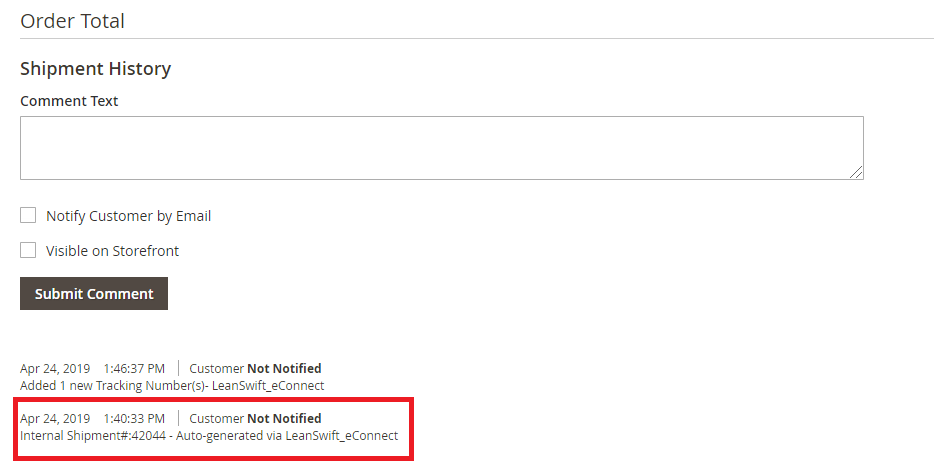 Order Total
Shipment History
Comment Text
Notify Customer by Email
Visible on Storefront
Submit Comment
Apr 24, 2019 1:46:37 PM Customer Not Notified
Added 1 new Tracking Number(s)- LeanSwift_eConnect
Apr 24, 2019 1:40:33 PM Customer Not Notified
Internal Shipment#:42044 - Auto-generated via LeanSwift_eConnect